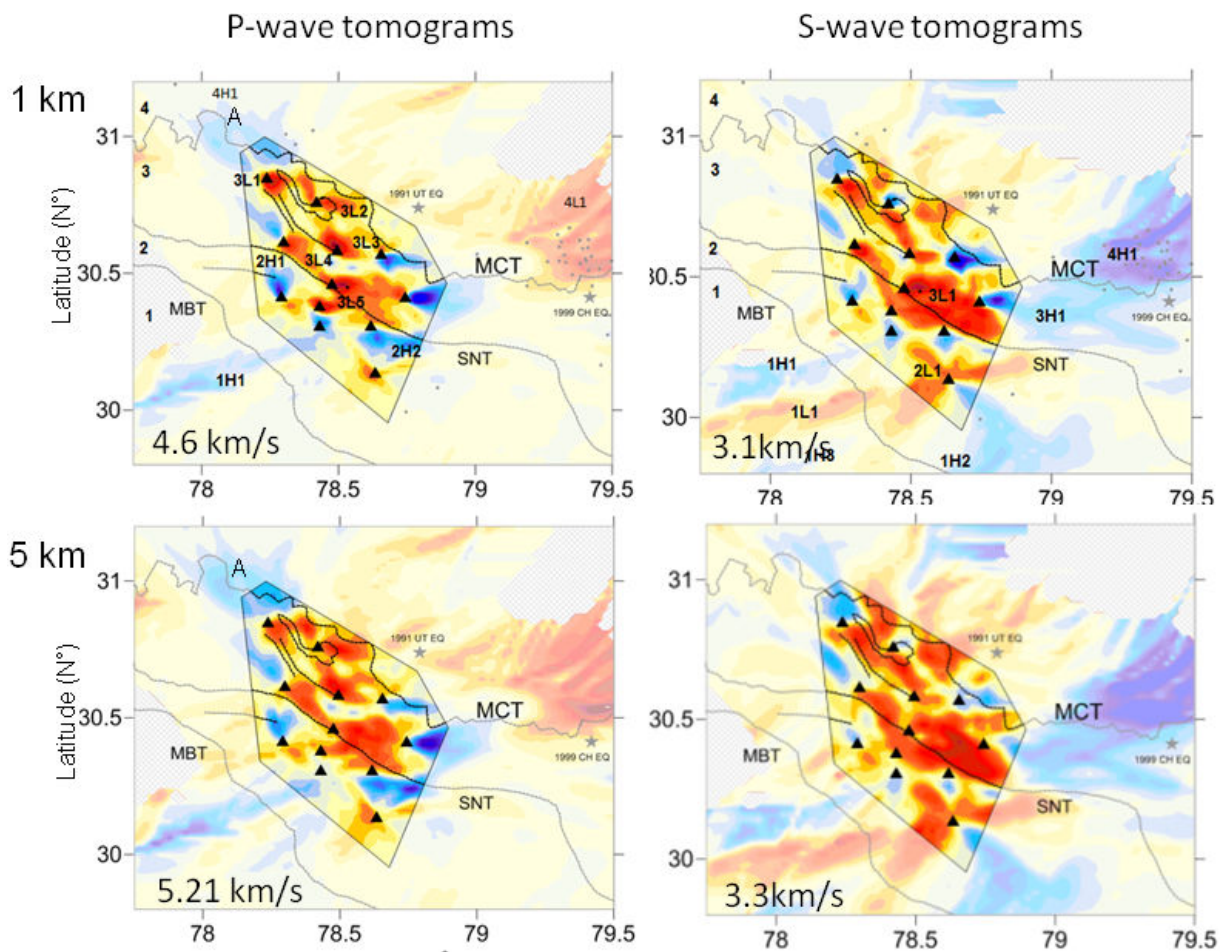 P-wave tomograms
S-wave tomograms
1 km
4
4H1
A
31
3
3L1
1991 UT EQ
3L2
4L1
2
2H1
3L4
3L3
30.5
MCT
3L5
MBT
1
1999 CH EQ
2H2
SNT
1H1
30
4.6 km/s
Latitude (N°)
78
78.5
79
79.5
4
31
3
1991 UT EQ
2
4H1
30.5
MCT
1
3L1
3H1
1999 CH EQ
MBT
SNT
1H1
2L1
1L1
30
1H2
3.1km/s
78
78.5
79
79.5
5 km
A
31
1991 UT EQ
30.5
MCT
MBT
1999 CH EQ
SNT
30
5.21 km/s
Latitude (N°)
78
78.5
79
79.5
31
1991 UT EQ
30.5
MCT
MBT
1999 CH EQ
SNT
30
3.3km/s
78
78.5
79
79.5